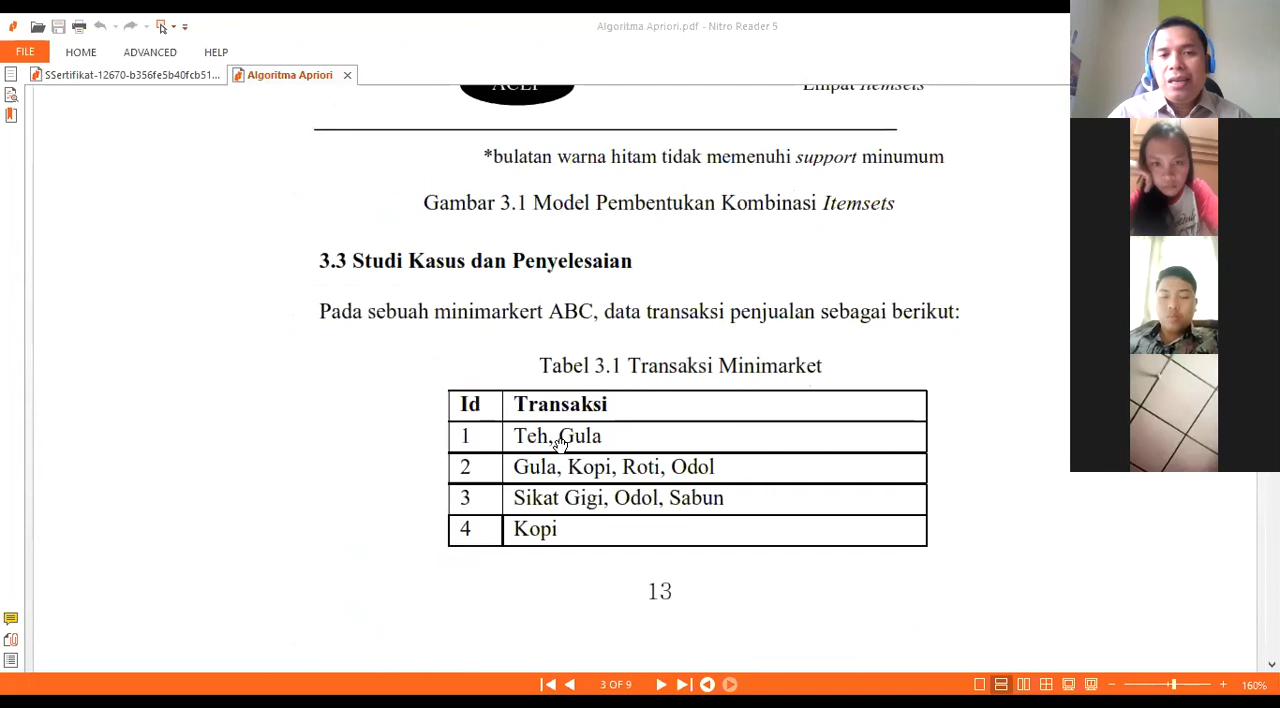 Algoritma Apriori.pdf - Nitro Reader 5
FILE HOME ADVANCED HELP
SSertifikat-12670-b356fe5b40fcb51... Algoritma Apriori
ACEF Empat Itemsets
*bulatan warna hitam tidak memenuhi support minumum
Gambar 3.1 Model Pembentukan Kombinasi Itemsets
3.3 Studi Kasus dan Penyelesaian
Pada sebuah minimarkert ABC, data transaksi penjualan sebagai berikut:
Tabel 3.1 Transaksi Minimarket
Id Transaksi
1 Teh, Gula
2 Gula, Kopi, Roti, Odol
3 Sikat Gigi, Odol, Sabun
4 Kopi
13
3 OF 9
160%